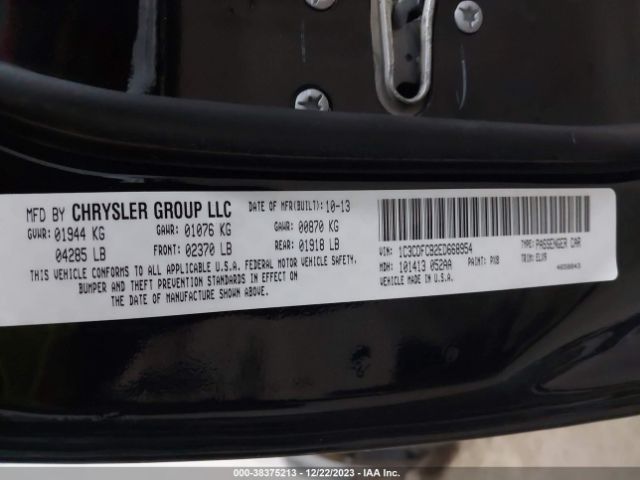 MFD BY CHRYSLER GROUP LLC DATE OF MFR(BUILT): 10-13
GVWR: 01944 KG GAWR: 01076 KG GAWR: 00870 KG
04285 LB FRONT: 02370 LB REAR: 01918 LB
THIS VEHICLE CONFORMS TO ALL APPLICABLE U.S.A. FEDERAL MOTOR VEHICLE SAFETY,
BUMPER AND THEFT PREVENTION STANDARDS IN EFFECT ON
THE DATE OF MANUFACTURE SHOWN ABOVE.
VIN: 1C3CDFCB2ED668954 TYPE: PASSENGER CAR
MDH: 101413 052AA PAINT: PX8 TRIM: ELX9
VEHICLE MADE IN U.S.A.
000-38375213 - 12/22/2023 - IAA Inc.